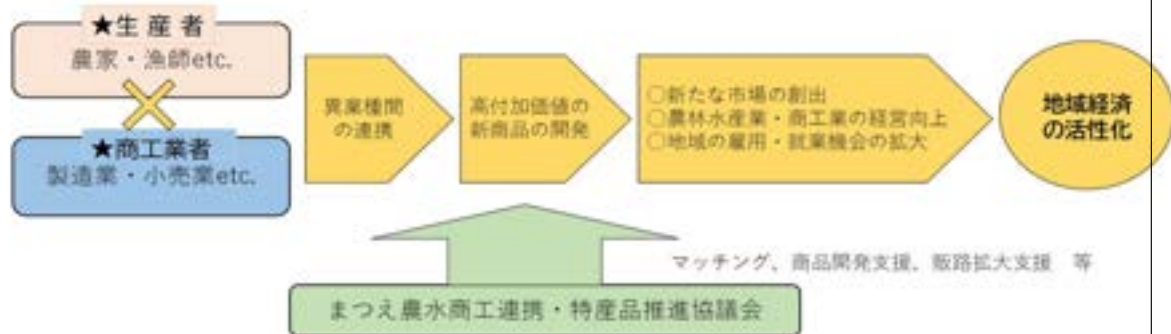 ★生産者
農家・漁師etc.
★商工業者
製造業・小売業etc.
異業種間
の連携
高付加価値の
新商品の開発
○新たな市場の創出
○農林水産業・商工業の経営向上
○地域の雇用・就業機会の拡大
地域経済
の活性化
マッチング、商品開発支援、販路拡大支援　等
まつえ農水商工連携・特産品推進協議会